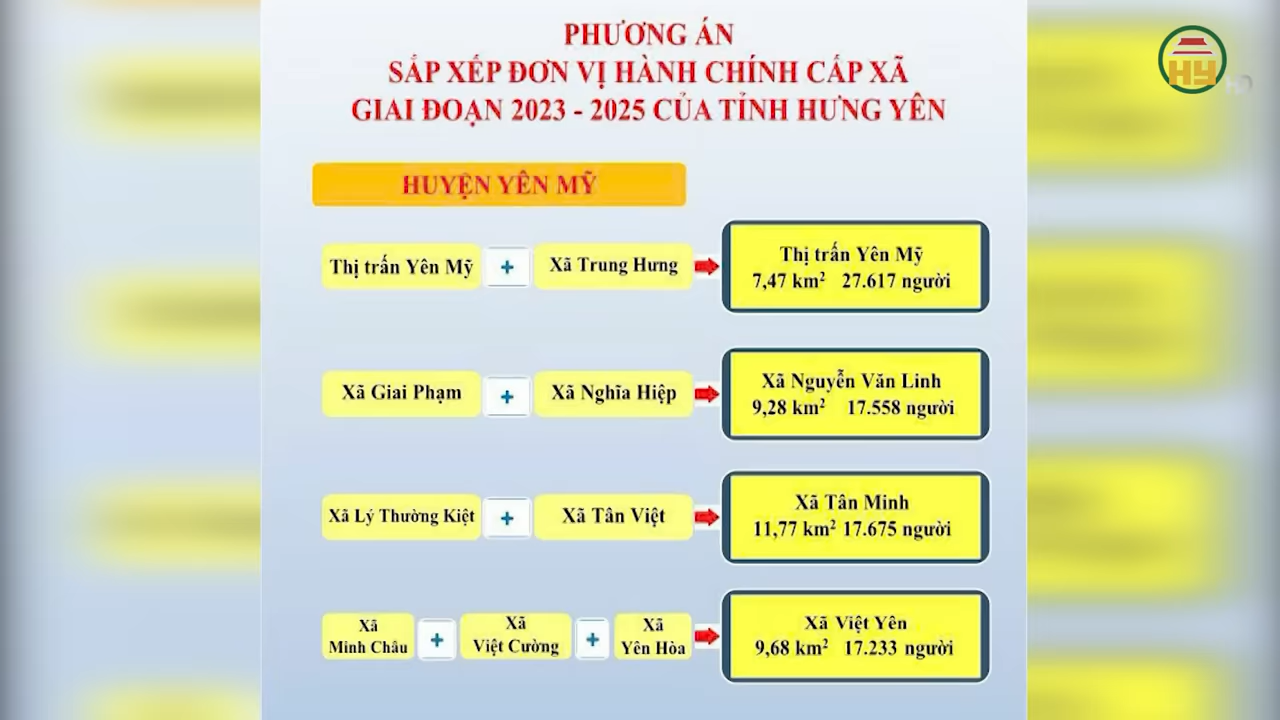 PHƯƠNG ÁN
SẮP XẾP ĐƠN VỊ HÀNH CHÍNH CẤP XÃ
GIAI ĐOẠN 2023 - 2025 CỦA TỈNH HƯNG YÊN
HY
HD
HUYỆN YÊN MỸ
Thị trấn Yên Mỹ + Xã Trung Hưng
Thị trấn Yên Mỹ
7,47 km² 27.617 người
Xã Giai Phạm + Xã Nghĩa Hiệp
Xã Nguyễn Văn Linh
9,28 km² 17.558 người
Xã Lý Thường Kiệt + Xã Tân Việt
Xã Tân Minh
11,77 km² 17.675 người
Xã
Minh Châu
+
Xã
Việt Cường
+
Xã
Yên Hòa
Xã Việt Yên
9,68 km² 17.233 người